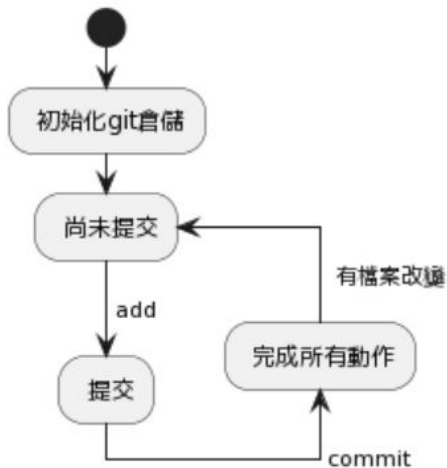 初始化git倉儲
尚未提交
有檔案改變
add
完成所有動作
提交
commit